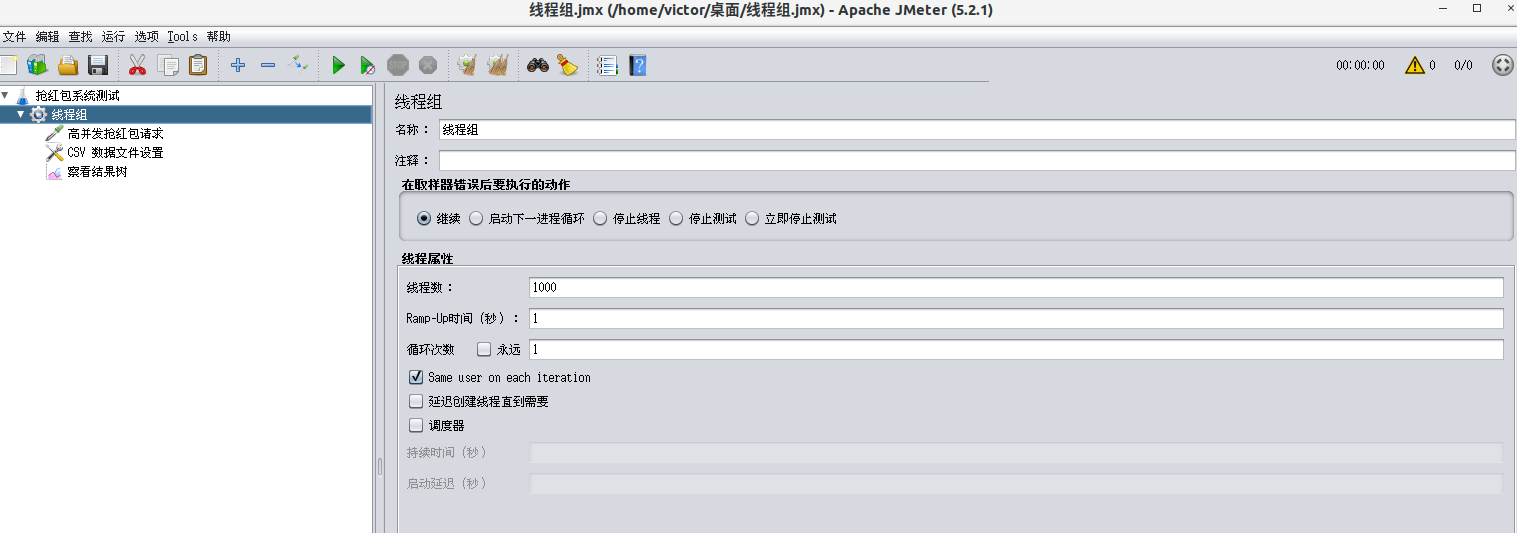 线程组.jmx (/home/victor/桌面/线程组.jmx) - Apache JMeter (5.2.1)
文件 编辑 查找 运行 选项 Tools 帮助
STOP 00:00:00 0 0/0
抢红包系统测试
线程组
高并发抢红包请求
CSV 数据文件设置
察看结果树
线程组
名称： 线程组
注释：
在取样器错误后要执行的动作
继续 启动下一进程循环 停止线程 停止测试 立即停止测试
线程属性
线程数： 1000
Ramp-Up时间（秒）： 1
循环次数 永远 1
Same user on each iteration
延迟创建线程直到需要
调度器
持续时间（秒）
启动延迟（秒）